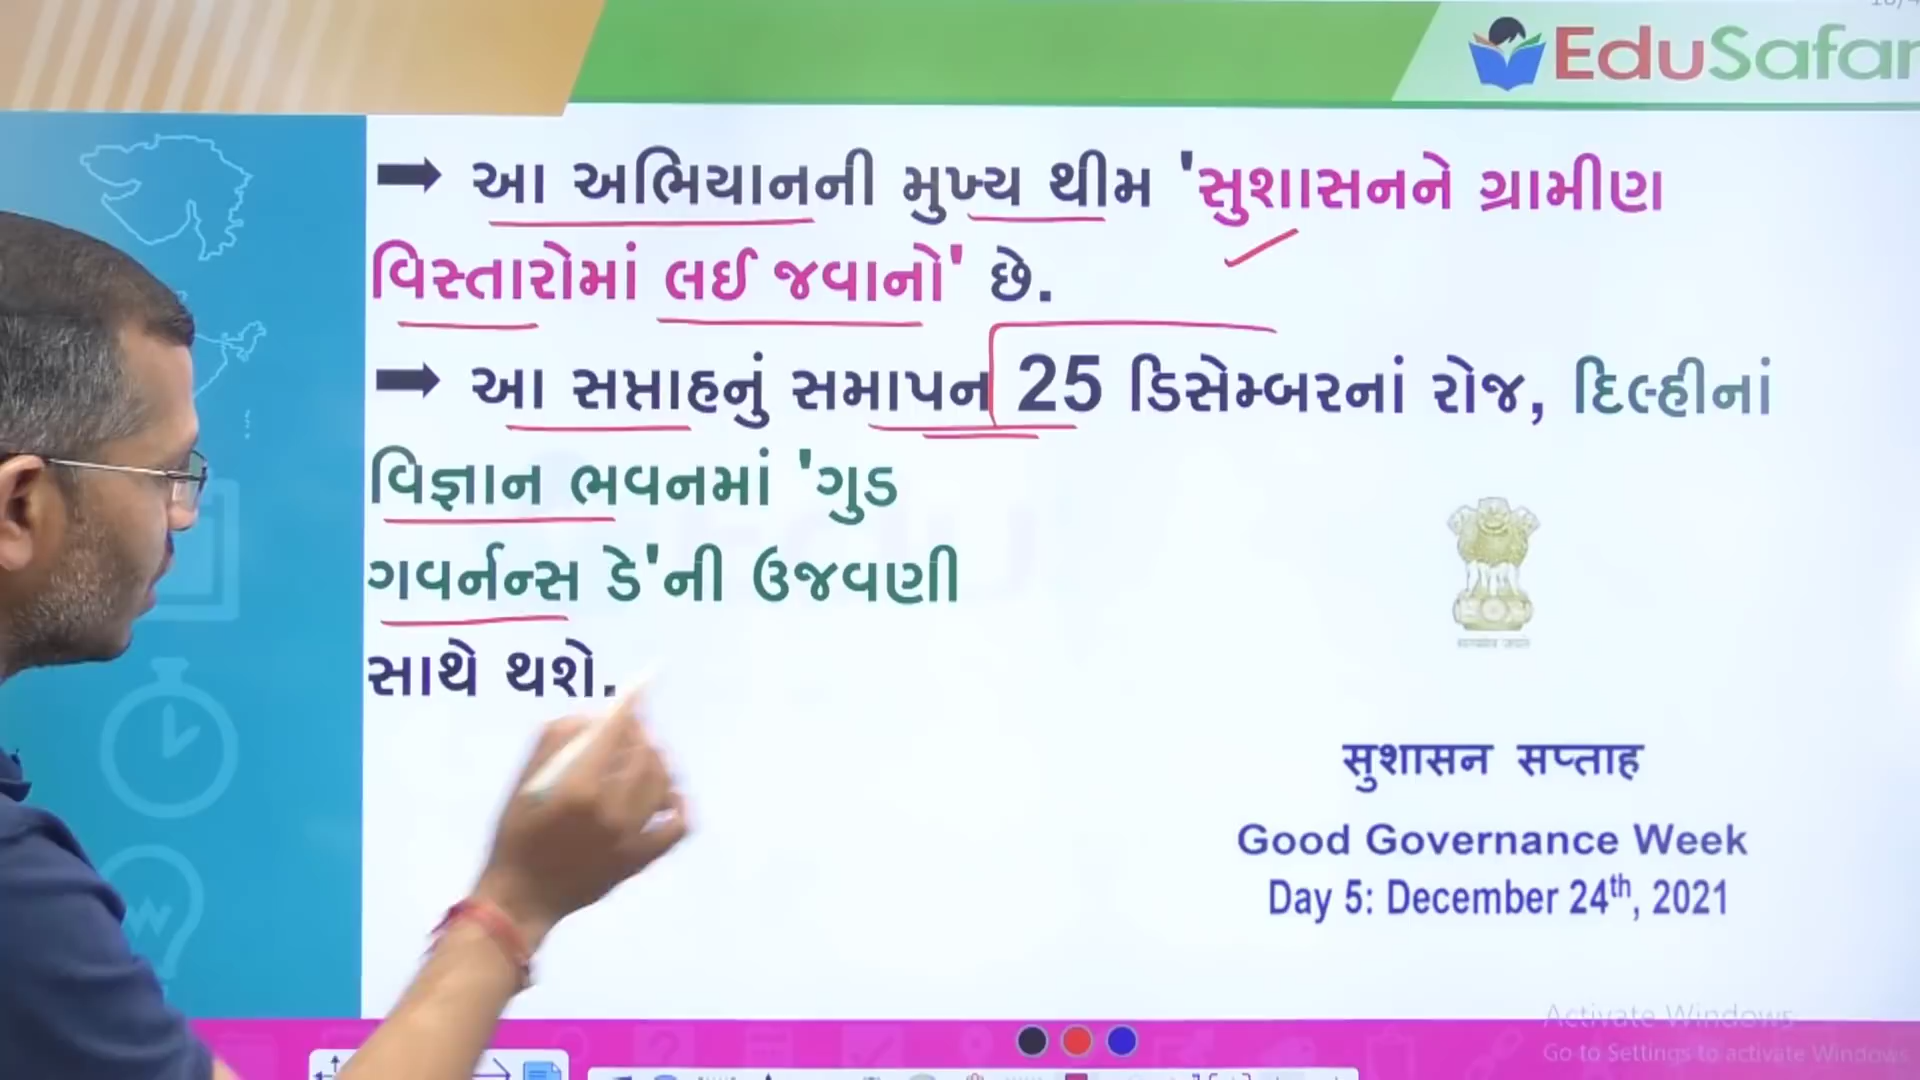 EduSafar
➡ આ અભિયાનની મુખ્ય થીમ 'સુશાસનને ગ્રામીણ
વિસ્તારોમાં લઈ જવાનો' છે.
➡ આ સપ્તાહનું સમાપન 25 ડિસેમ્બરનાં રોજ, દિલ્હીનાં
વિજ્ઞાન ભવનમાં 'ગુડ
ગવર્નન્સ ડે'ની ઉજવણી
સાથે થશે.
सुशासन सप्ताह
Good Governance Week
Day 5: December 24th, 2021
Activate Windows
Go to Settings to activate Windows